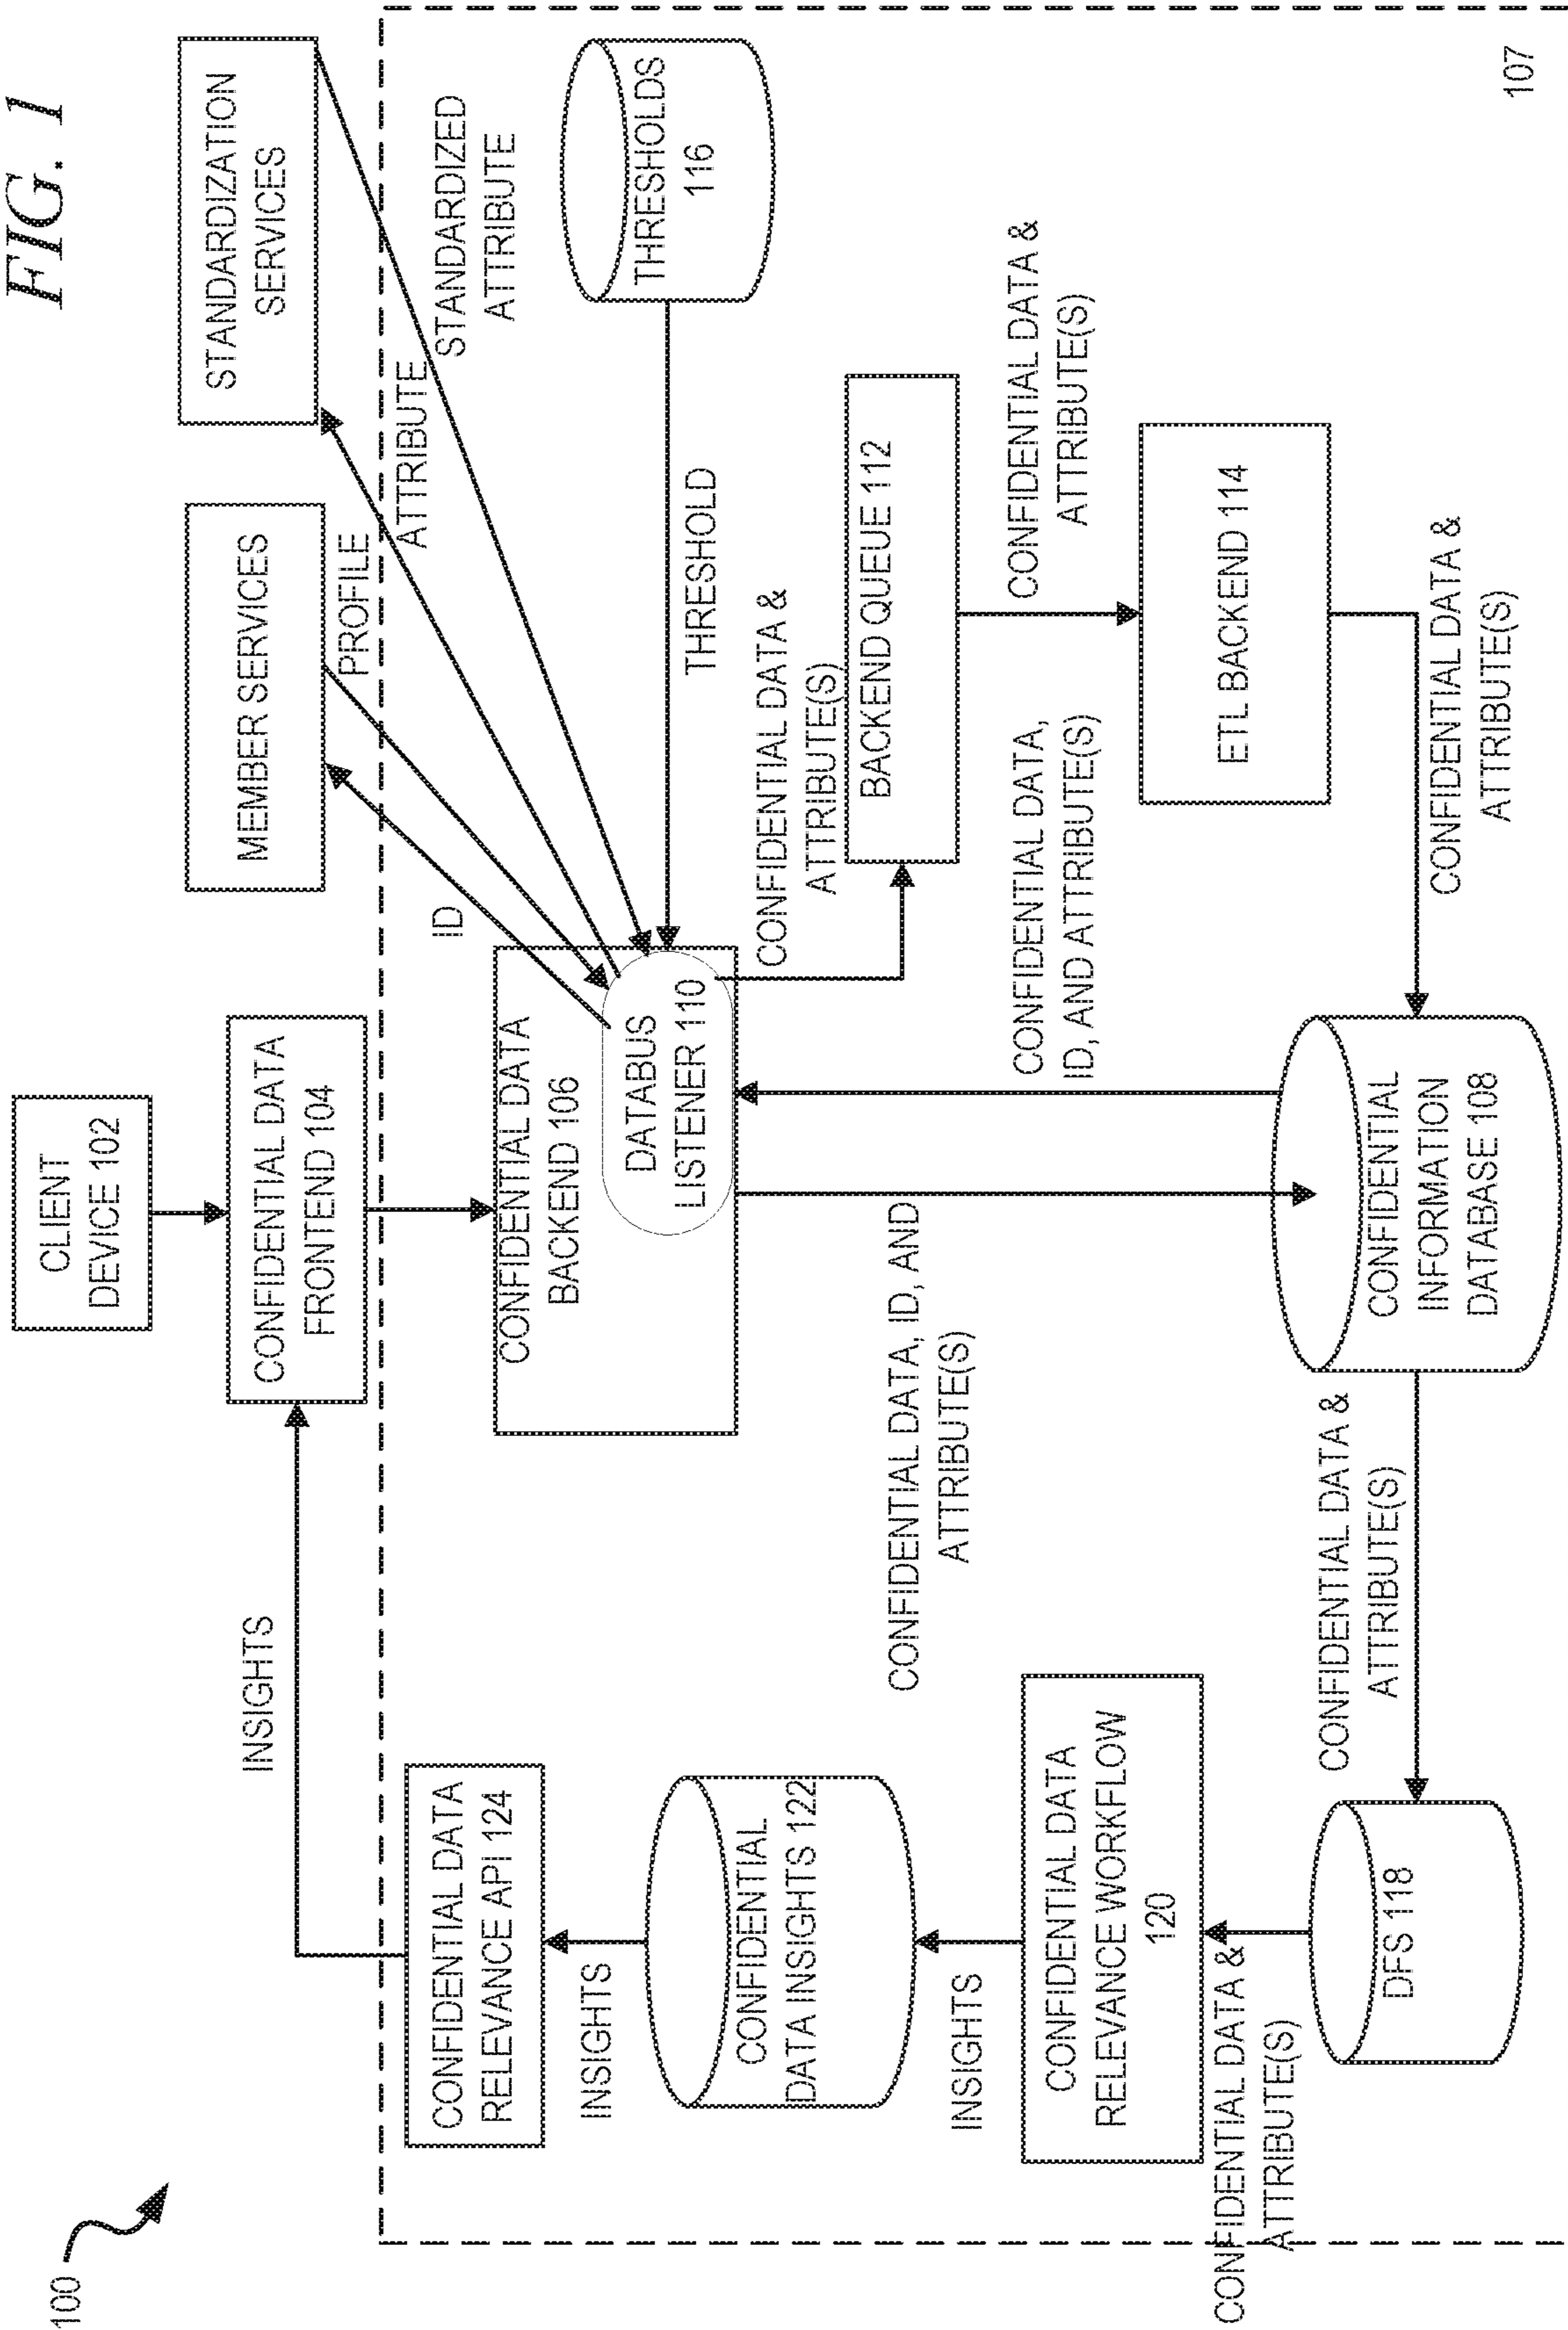 FIG. 1
100
CLIENT
DEVICE 102
CONFIDENTIAL DATA
FRONTEND 104
MEMBER SERVICES
STANDARDIZATION
SERVICES
INSIGHTS
ID
PROFILE
ATTRIBUTE
STANDARDIZED
ATTRIBUTE
CONFIDENTIAL DATA
RELEVANCE API 124
CONFIDENTIAL DATA
BACKEND 106
DATABUS
LISTENER 110
THRESHOLDS
116
THRESHOLD
INSIGHTS
CONFIDENTIAL
DATA INSIGHTS 122
CONFIDENTIAL DATA &
ATTRIBUTE(S)
BACKEND QUEUE 112
CONFIDENTIAL DATA, ID, AND
ATTRIBUTE(S)
CONFIDENTIAL DATA,
ID, AND ATTRIBUTE(S)
CONFIDENTIAL DATA &
ATTRIBUTE(S)
INSIGHTS
CONFIDENTIAL DATA
RELEVANCE WORKFLOW
120
ETL BACKEND 114
CONFIDENTIAL DATA &
ATTRIBUTE(S)
DFS 118
CONFIDENTIAL DATA &
ATTRIBUTE(S)
CONFIDENTIAL
INFORMATION
DATABASE 108
CONFIDENTIAL DATA &
ATTRIBUTE(S)
107